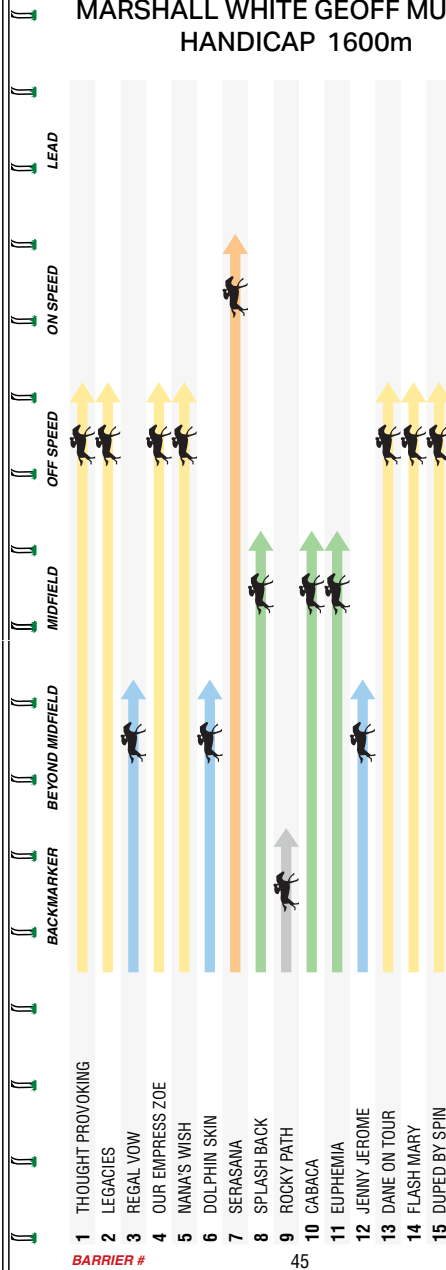 MARSHALL WHITE GEOFF MU
HANDICAP 1600m
LEAD
ON SPEED
OFF SPEED
MIDFIELD
BEYOND MIDFIELD
BACKMARKER
1 THOUGHT PROVOKING
2 LEGACIES
3 REGAL VOW
4 OUR EMPRESS ZOE
5 NANA'S WISH
6 DOLPHIN SKIN
7 SERASANA
8 SPLASH BACK
9 ROCKY PATH
10 CABACA
11 EUPHEMIA
12 JENNY JEROME
13 DANE ON TOUR
14 FLASH MARY
15 DUPED BY SPIN
BARRIER #
45